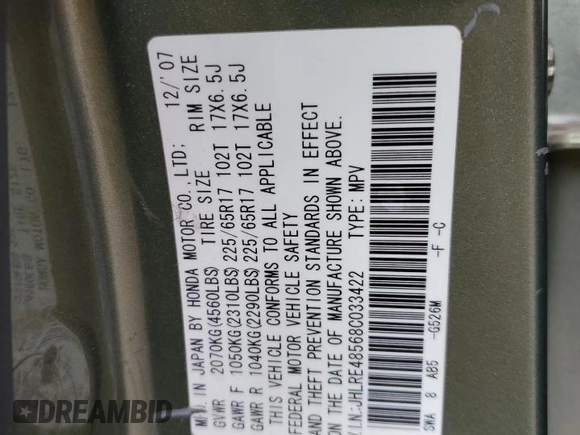 MFD. IN JAPAN BY HONDA MOTOR CO., LTD; 12/'07
TIRE SIZE RIM SIZE
GVWR 2070KG(4560LBS)
GAWR F 1050KG(2310LBS) 225/65R17 102T 17X6.5J
GAWR R 1040KG(2290LBS) 225/65R17 102T 17X6.5J
THIS VEHICLE CONFORMS TO ALL APPLICABLE
FEDERAL MOTOR VEHICLE SAFETY
AND THEFT PREVENTION STANDARDS IN EFFECT
ON THE DATE OF MANUFACTURE SHOWN ABOVE.
V.I.N.:JHLRE48568C033422 TYPE: MPV
SWA 8 A85 -G526M -F -C
AUTOBIDMASTER